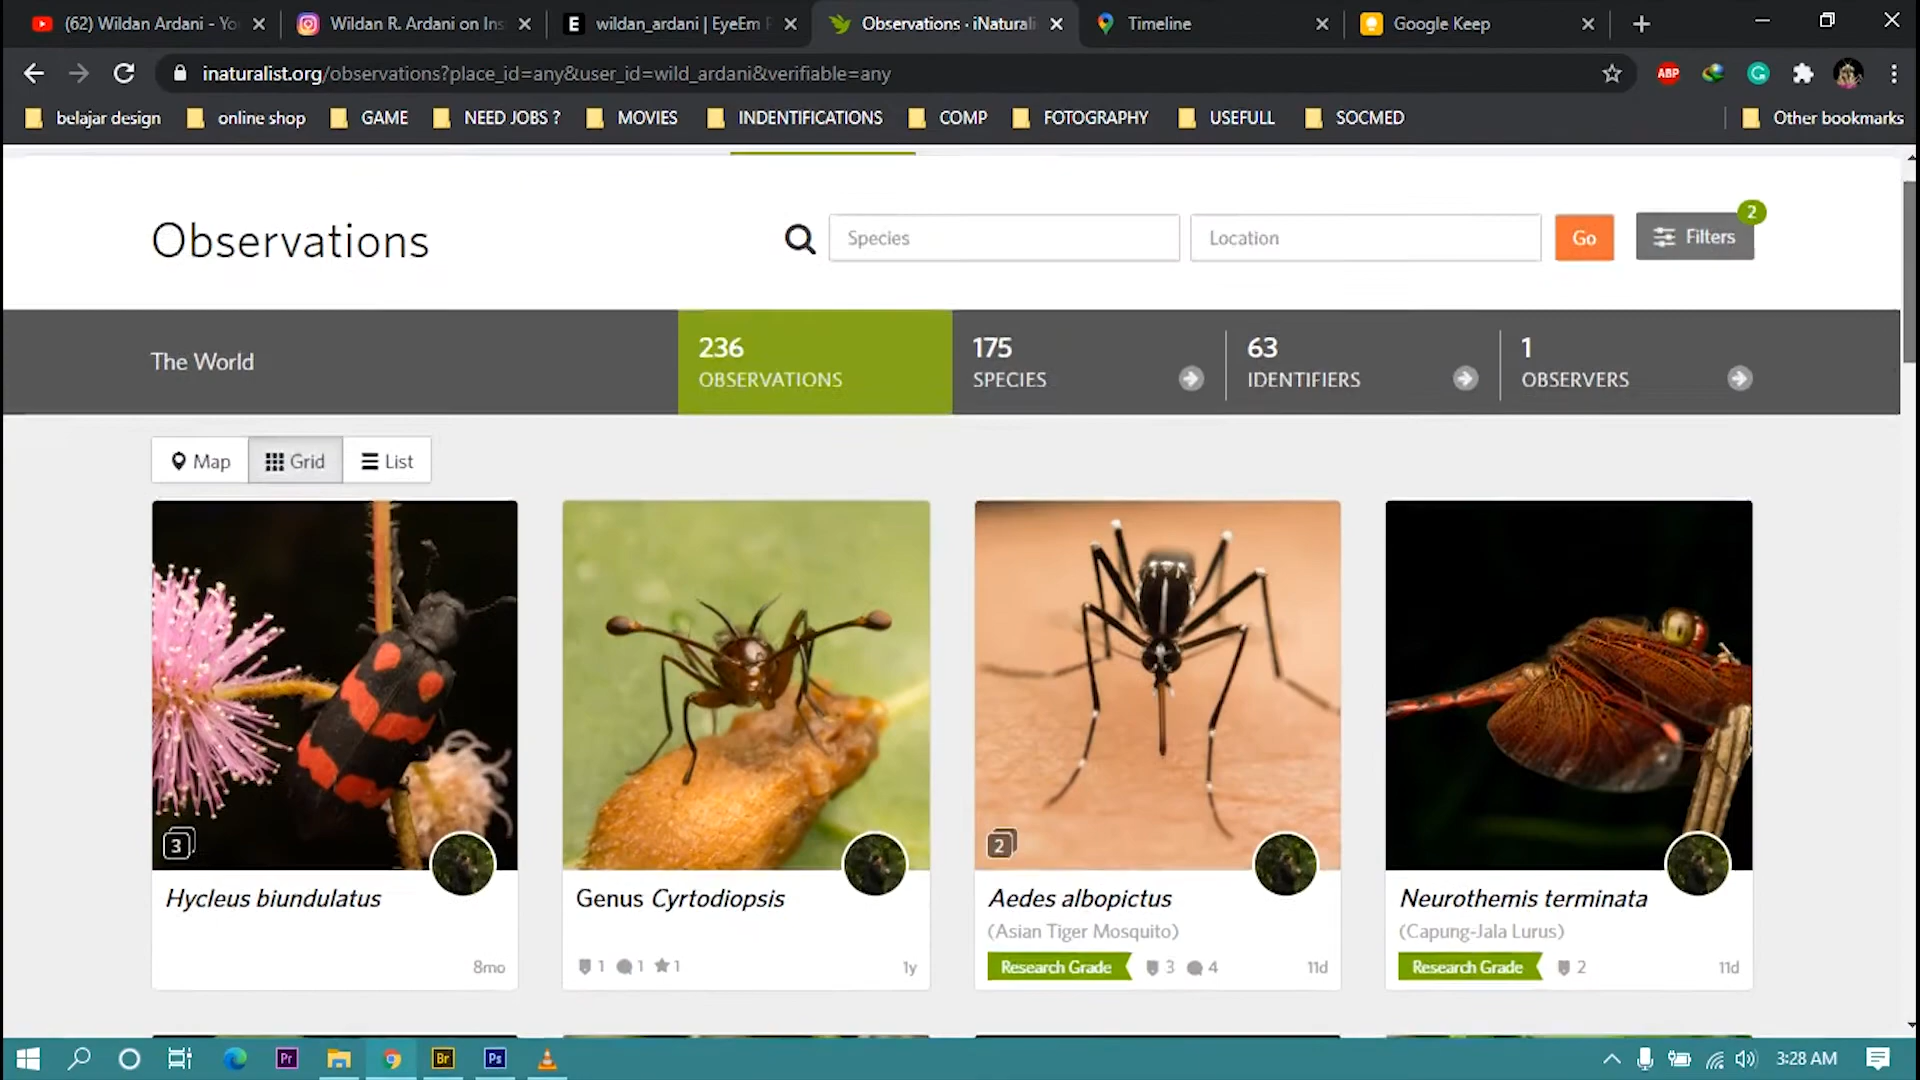 (62) Wildan Ardani - Yo
Wildan R. Ardani on Ins
E wildan_ardani | EyeEm P
Observations · iNaturali
Timeline
Google Keep
inaturalist.org/observations?place_id=any&user_id=wild_ardani&verifiable=any
ABP
belajar design
online shop
GAME
NEED JOBS ?
MOVIES
INDENTIFICATIONS
COMP
FOTOGRAPHY
USEFULL
SOCMED
Other bookmarks
Observations
Species
Location
Go
Filters
2
The World
236
OBSERVATIONS
175
SPECIES
63
IDENTIFIERS
1
OBSERVERS
Map
Grid
List
3
Hycleus biundulatus
8mo
Genus Cyrtodiopsis
1 1 1
1y
2
Aedes albopictus
(Asian Tiger Mosquito)
Research Grade
3 4
11d
Neurothemis terminata
(Capung-Jala Lurus)
Research Grade
2
11d
Pr
Br
Ps
3:28 AM